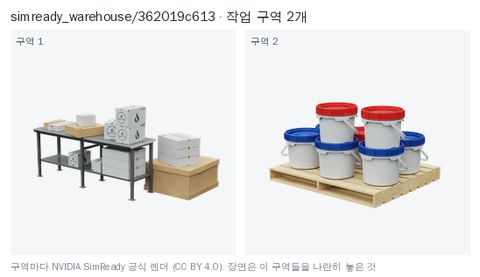 simready_warehouse/362019c613 · 작업 구역 2개
구역 1
구역 2
구역마다 NVIDIA SimReady 공식 렌더 (CC BY 4.0). 장면은 이 구역들을 나란히 놓은 것